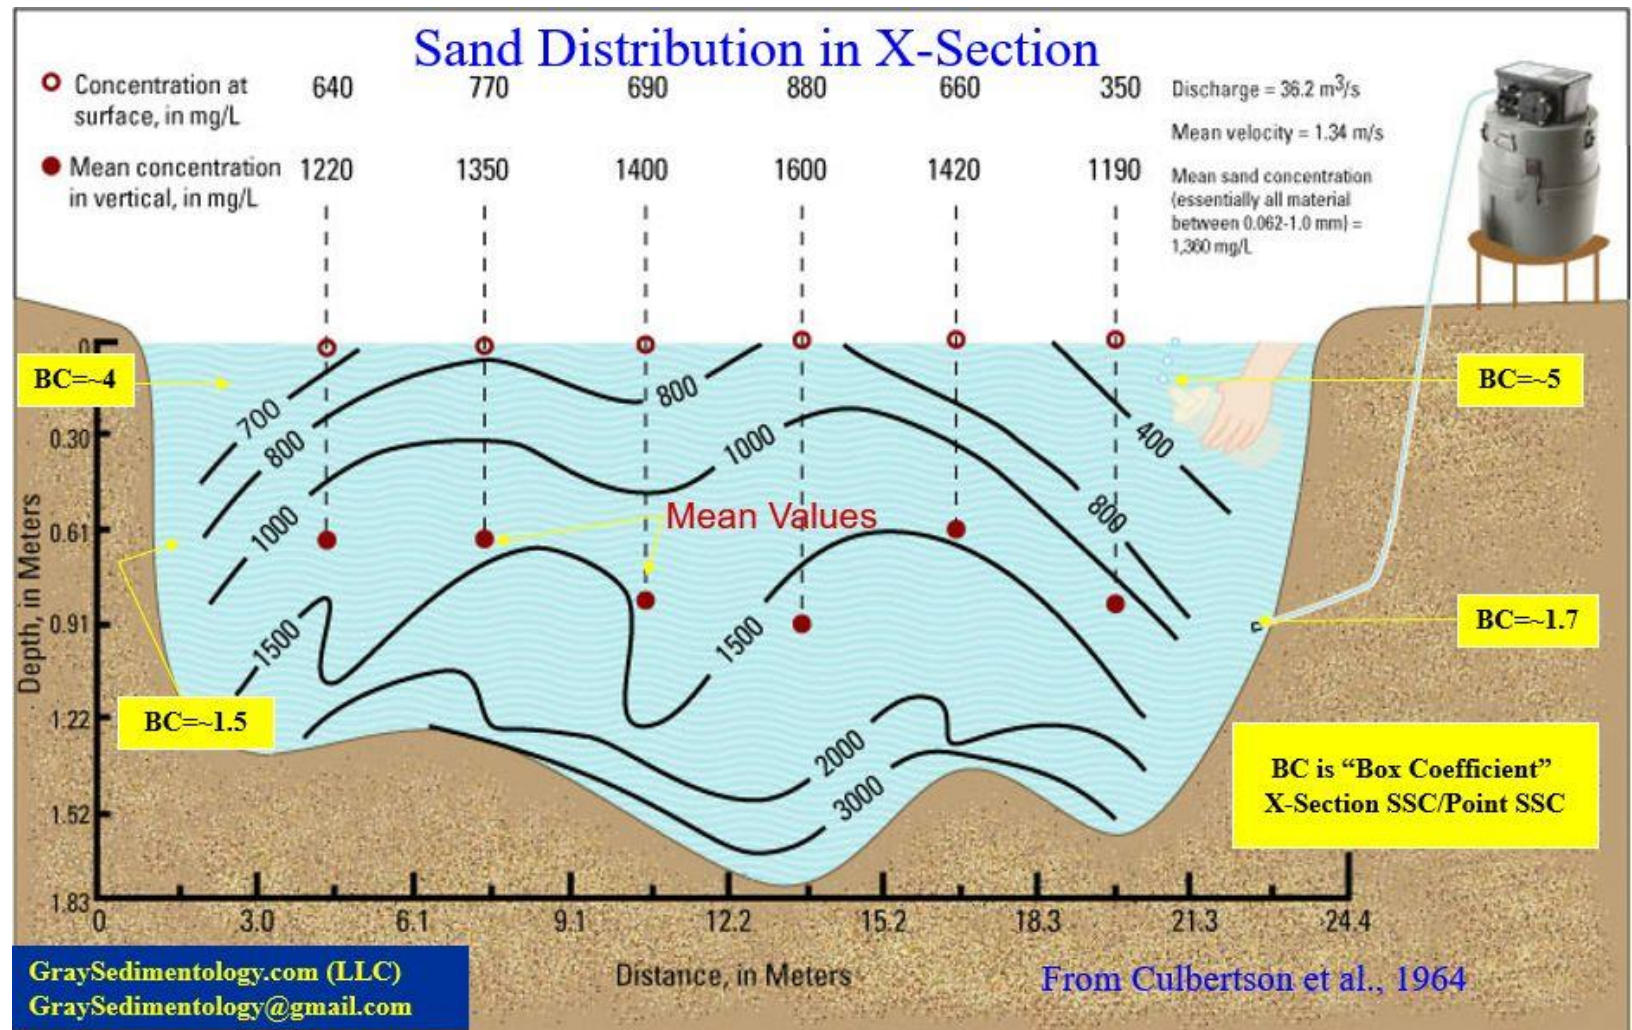 Sand Distribution in X-Section
Concentration at
surface, in mg/L
640 770 690 880 660 350
Mean concentration
in vertical, in mg/L
1220 1350 1400 1600 1420 1190
Discharge = 36.2 m³/s
Mean velocity = 1.34 m/s
Mean sand concentration
(essentially all material
between 0.062-1.0 mm) =
1,360 mg/L
BC=~4
BC=~5
BC=~1.7
BC=~1.5
BC is “Box Coefficient”
X-Section SSC/Point SSC
Mean Values
700
800
1000
1500
800
1000
1500
2000
3000
400
800
Depth, in Meters
0
0.30
0.61
0.91
1.22
1.52
1.83
0. 3.0 6.1 9.1 12.2 15.2 18.3 21.3 24.4
Distance, in Meters
From Culbertson et al., 1964
GraySedimentology.com (LLC)
GraySedimentology@gmail.com